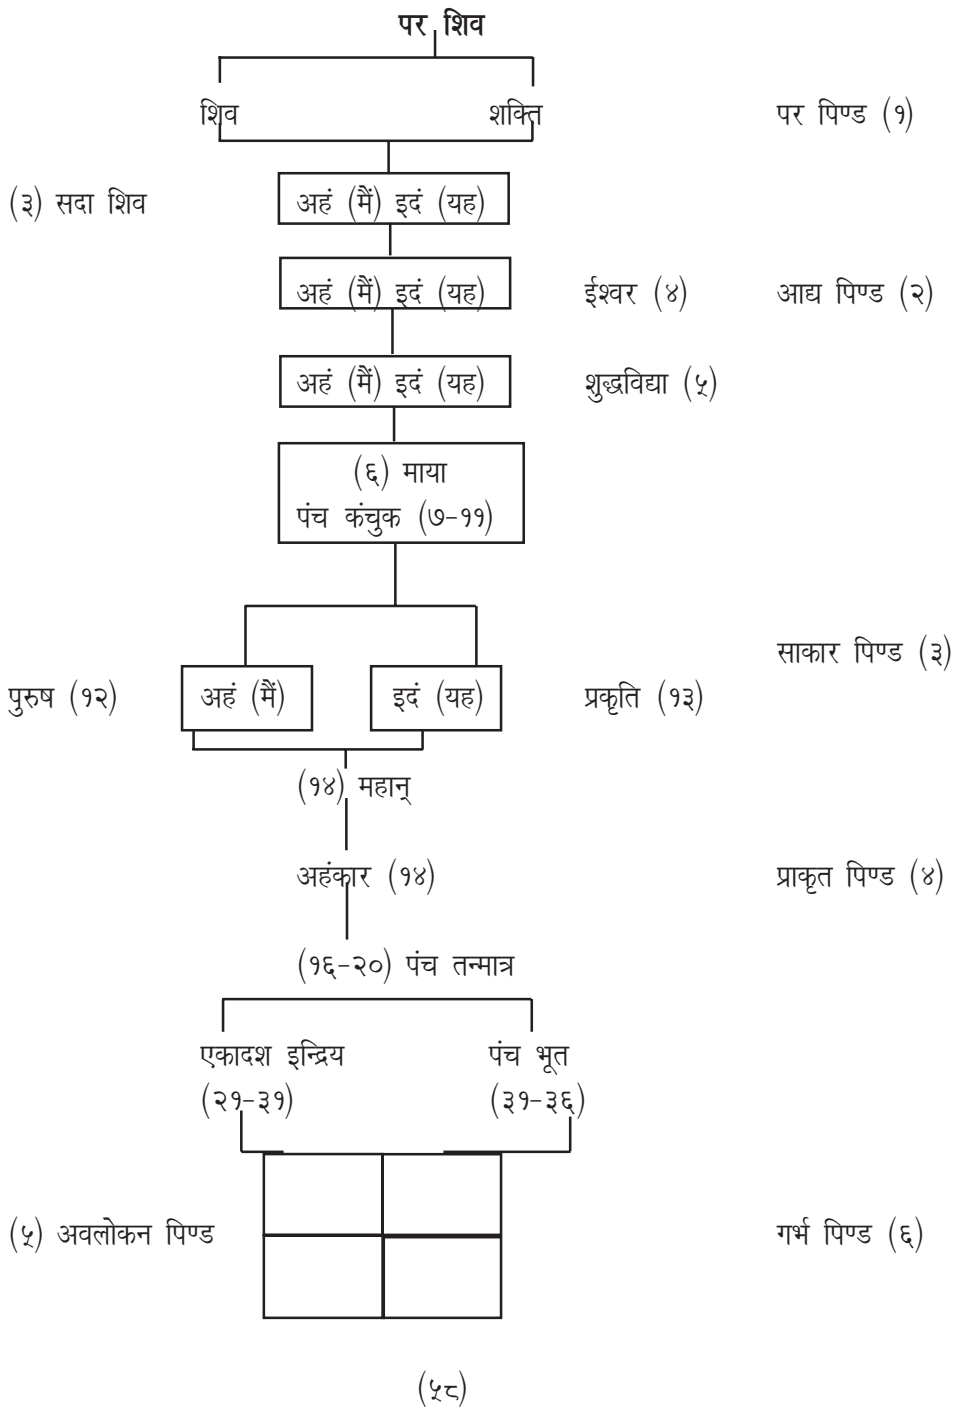 पर शिव
शिव शक्ति पर पिण्ड (१)
(३) सदा शिव अहं (मैं) इदं (यह)
अहं (मैं) इदं (यह) ईश्वर (४) आद्य पिण्ड (२)
अहं (मैं) इदं (यह) शुद्धविद्या (५)
(६) माया
पंच कंचुक (७-११)
साकार पिण्ड (३)
पुरुष (१२) अहं (मैं) इदं (यह) प्रकृति (१३)
(१४) महान्
अहंकार (१४) प्राकृत पिण्ड (४)
(१६-२०) पंच तन्मात्र
एकादश इन्द्रिय पंच भूत
(२१-३१) (३१-३६)
(५) अवलोकन पिण्ड गर्भ पिण्ड (६)
(५८)